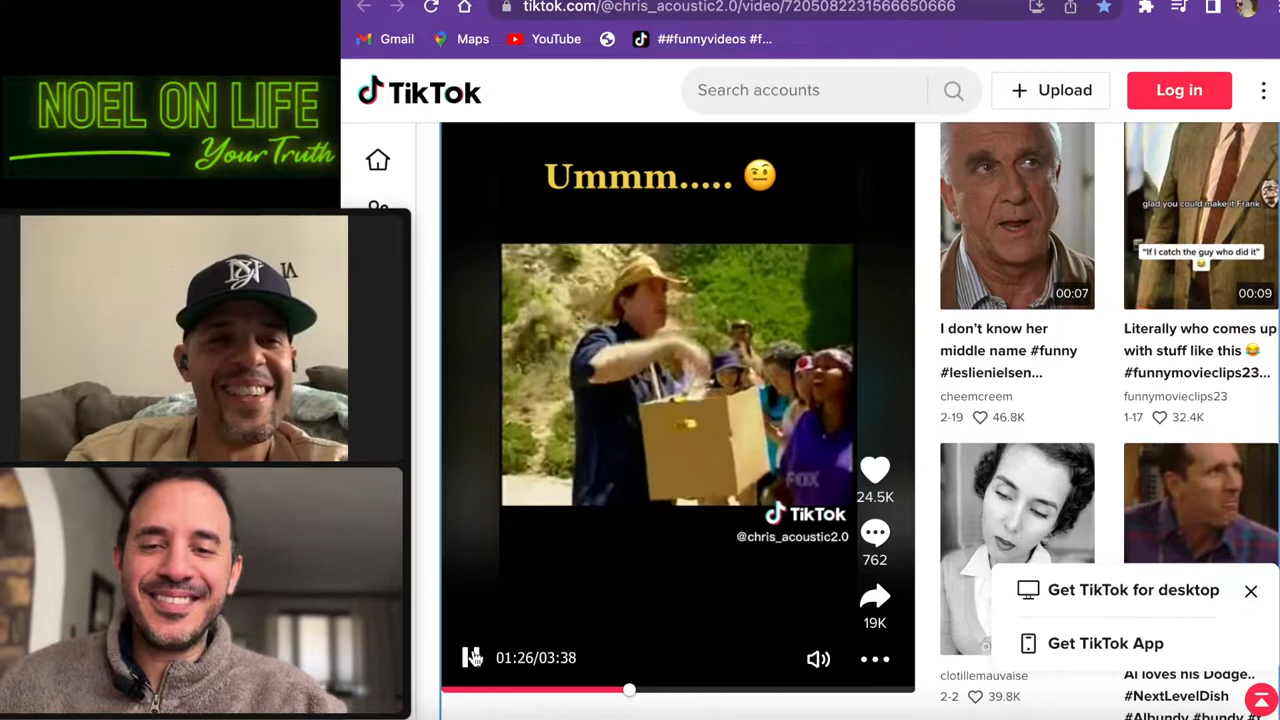 tiktok.com/@chris_acoustic2.0/video/7205082231566650666
Gmail
Maps
YouTube
##funnyvideos #f...
NOEL ON LIFE
Your Truth
TikTok
Search accounts
+ Upload
Log in
Ummm.....
FOX
TikTok
@chris_acoustic2.0
24.5K
762
19K
01:26/03:38
00:07
I don't know her
middle name #funny
#leslienielsen...
cheemcreem
2-19 46.8K
glad you could make it Frank
"If I catch the guy who did it"
00:09
Literally who comes up
with stuff like this 😂
#funnymovieclips23...
funnymovieclips23
1-17 32.4K
Get TikTok for desktop
Get TikTok App
clotillemauvaise
2-2 39.8K
Al loves his Dodge..
#NextLevelDish
#Albundy #bundy #f